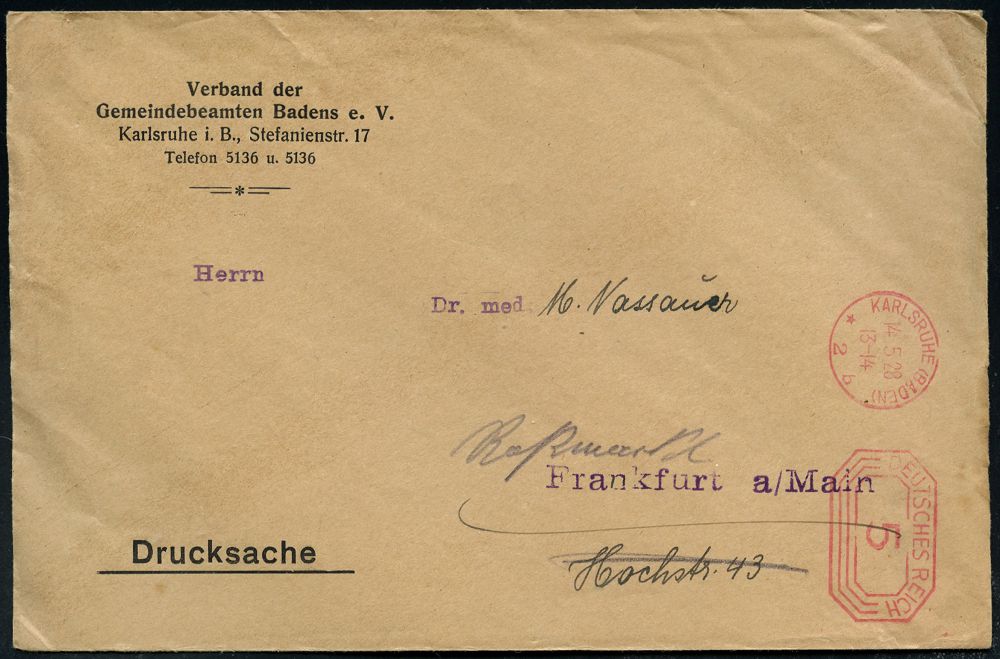 Verband der
Gemeindebeamten Badens e. V.
Karlsruhe i. B., Stefanienstr. 17
Telefon 5136 u. 5136
Herrn
Dr. med. M. Nassauer
KARLSRUHE (BADEN)
14.5.28
13-14
* 2 b
Roßmarkt
Frankfurt a/Main
DEUTSCHES REICH
5
Drucksache
Hochstr. 43